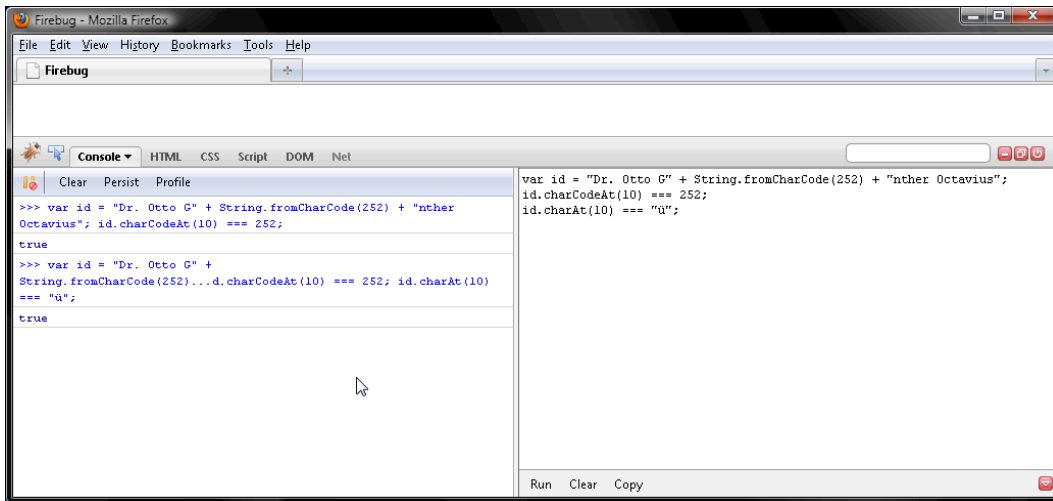 Firebug - Mozilla Firefox
File Edit View History Bookmarks Tools Help
Firebug
Console HTML CSS Script DOM Net
Clear Persist Profile
>>> var id = "Dr. Otto G" + String.fromCharCode(252) + "nther
Octavius"; id.charCodeAt(10) === 252;
true
>>> var id = "Dr. Otto G" +
String.fromCharCode(252)...d.charCodeAt(10) === 252; id.charAt(10)
=== "ü";
true
var id = "Dr. Otto G" + String.fromCharCode(252) + "nther Octavius";
id.charCodeAt(10) === 252;
id.charAt(10) === "ü";
Run Clear Copy